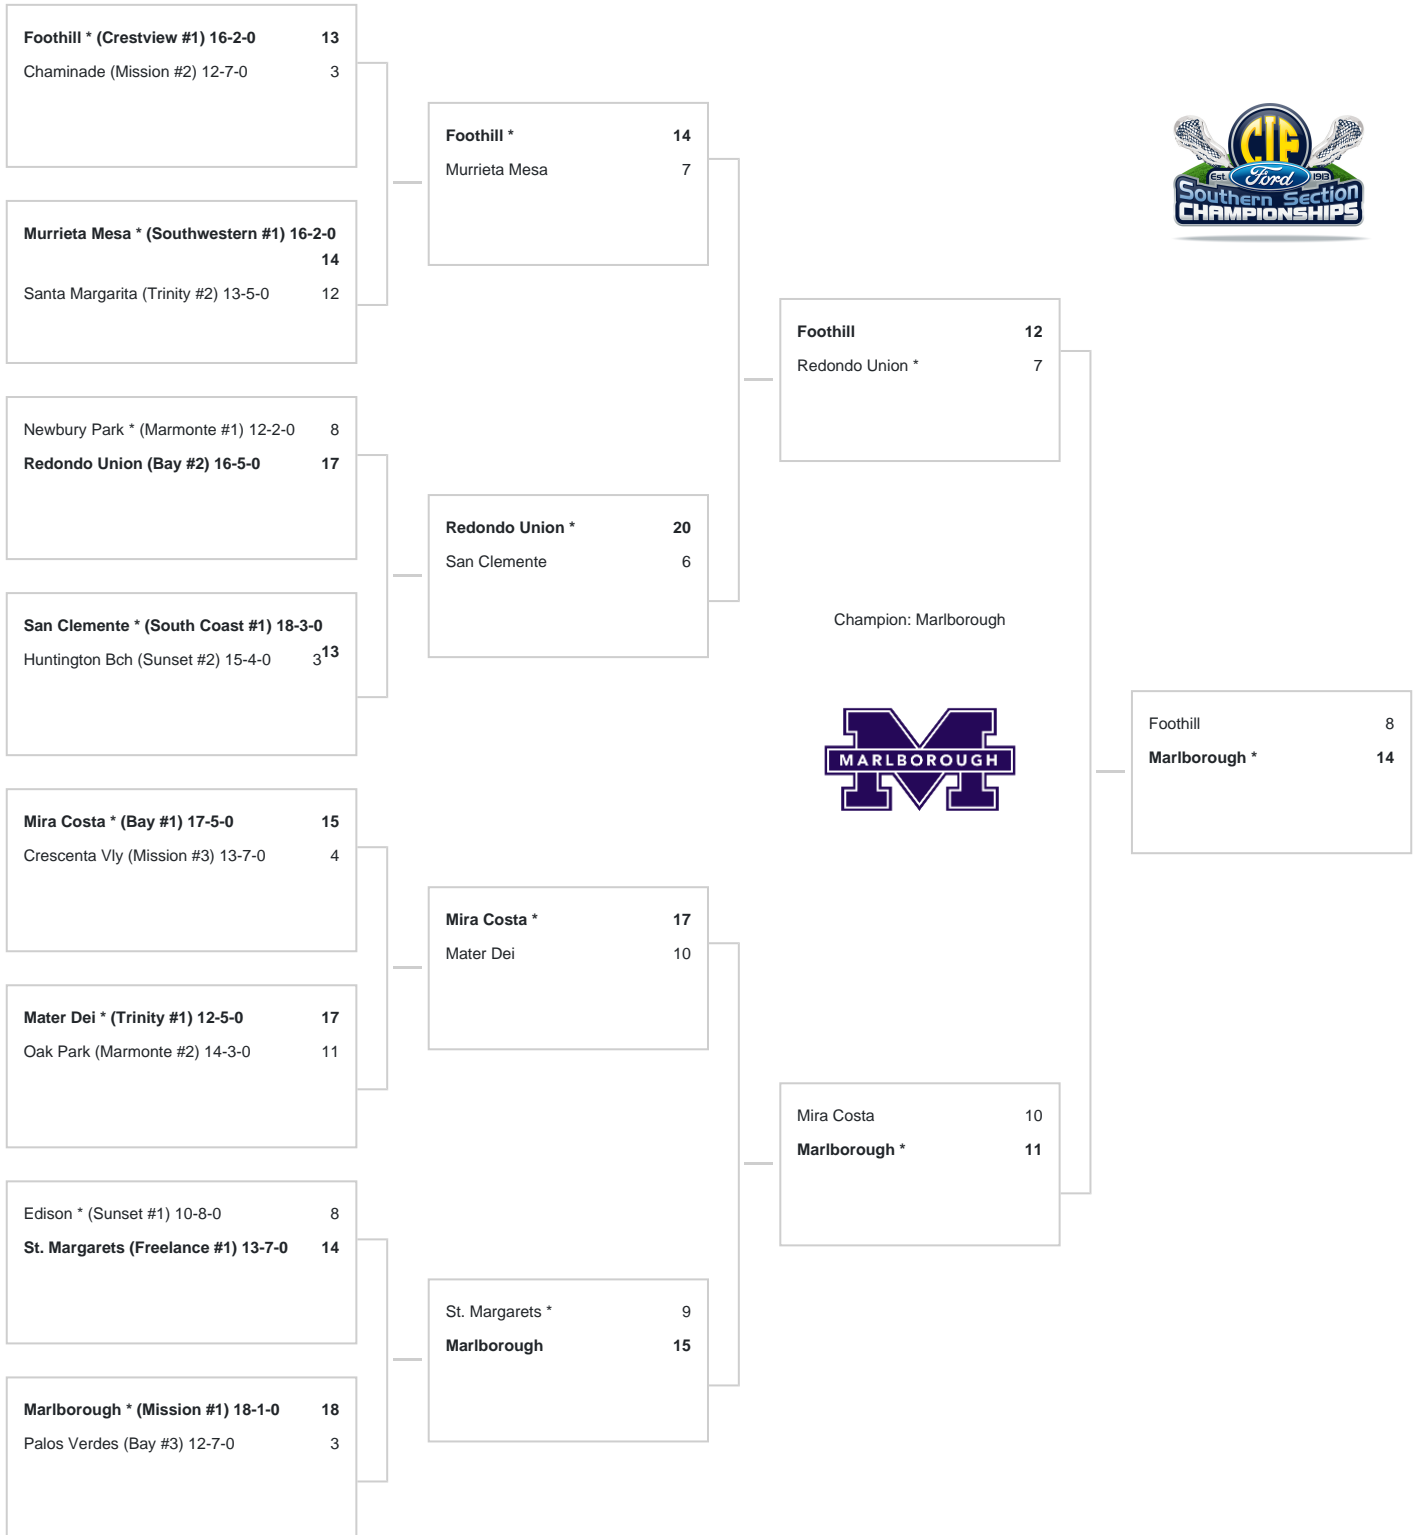 Foothill * (Crestview #1) 16-2-0 13
Chaminade (Mission #2) 12-7-0 3
Murrieta Mesa * (Southwestern #1) 16-2-0
14
Santa Margarita (Trinity #2) 13-5-0 12
Newbury Park * (Marmonte #1) 12-2-0 8
Redondo Union (Bay #2) 16-5-0 17
San Clemente * (South Coast #1) 18-3-0
13
Huntington Bch (Sunset #2) 15-4-0 3
Mira Costa * (Bay #1) 17-5-0 15
Crescenta Vly (Mission #3) 13-7-0 4
Mater Dei * (Trinity #1) 12-5-0 17
Oak Park (Marmonte #2) 14-3-0 11
Edison * (Sunset #1) 10-8-0 8
St. Margarets (Freelance #1) 13-7-0 14
Marlborough * (Mission #1) 18-1-0 18
Palos Verdes (Bay #3) 12-7-0 3
Foothill * 14
Murrieta Mesa 7
Redondo Union * 20
San Clemente 6
Mira Costa * 17
Mater Dei 10
St. Margarets * 9
Marlborough 15
Foothill 12
Redondo Union * 7
Champion: Marlborough
MARLBOROUGH
Mira Costa 10
Marlborough * 11
CIF
Est. Ford 1913
Southern Section
CHAMPIONSHIPS
Foothill 8
Marlborough * 14